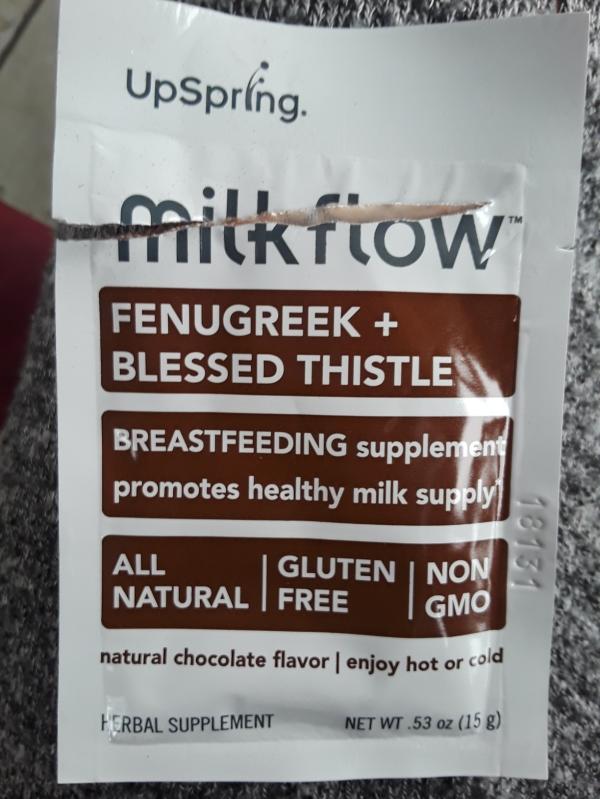 UpSpring.
milkflow™
FENUGREEK +
BLESSED THISTLE
BREASTFEEDING supplement
promotes healthy milk supply*
ALL NATURAL | GLUTEN FREE | NON GMO
natural chocolate flavor | enjoy hot or cold
HERBAL SUPPLEMENT NET WT .53 oz (15 g)
18131